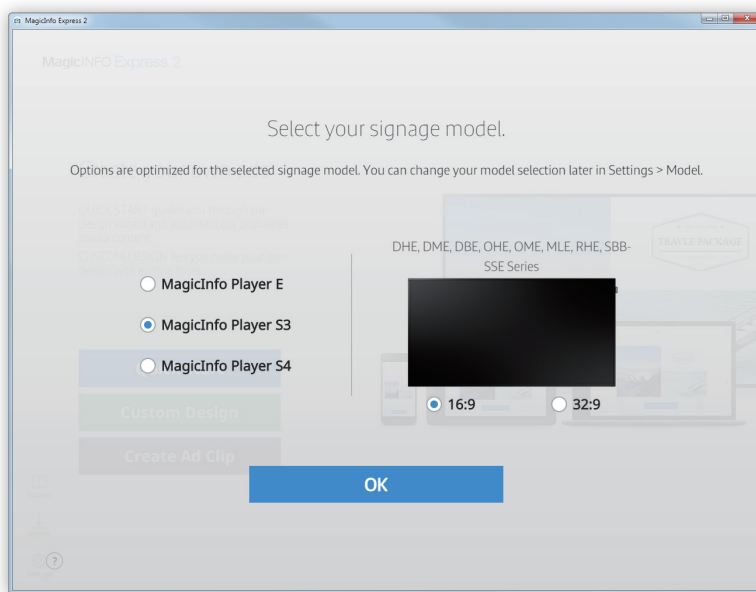 MagicInfo Express 2
MagicINFO Express 2
Select your signage model.
Options are optimized for the selected signage model. You can change your model selection later in Settings > Model.
DHE, DME, DBE, OHE, OME, MLE, RHE, SBB-
SSE Series
TRAVLE PACKAGE
MagicInfo Player E
MagicInfo Player S3
MagicInfo Player S4
16:9
32:9
Custom Design
Create Ad Clip
OK
?